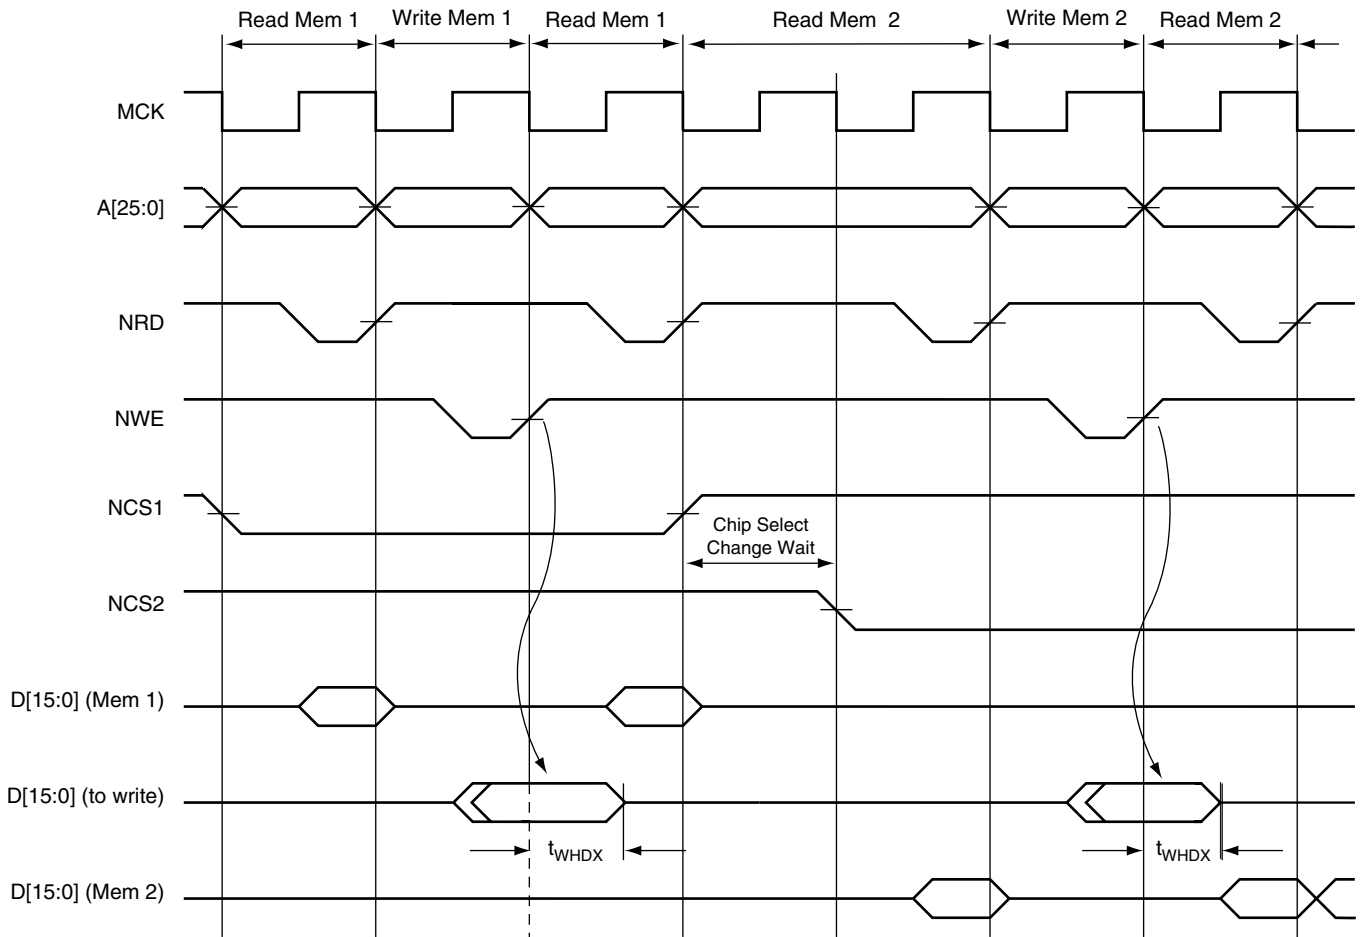 Read Mem 1 Write Mem 1 Read Mem 1 Read Mem 2 Write Mem 2 Read Mem 2
MCK
A[25:0]
NRD
NWE
NCS1
Chip Select
Change Wait
NCS2
D[15:0] (Mem 1)
D[15:0] (to write)
tWHDX tWHDX
D[15:0] (Mem 2)